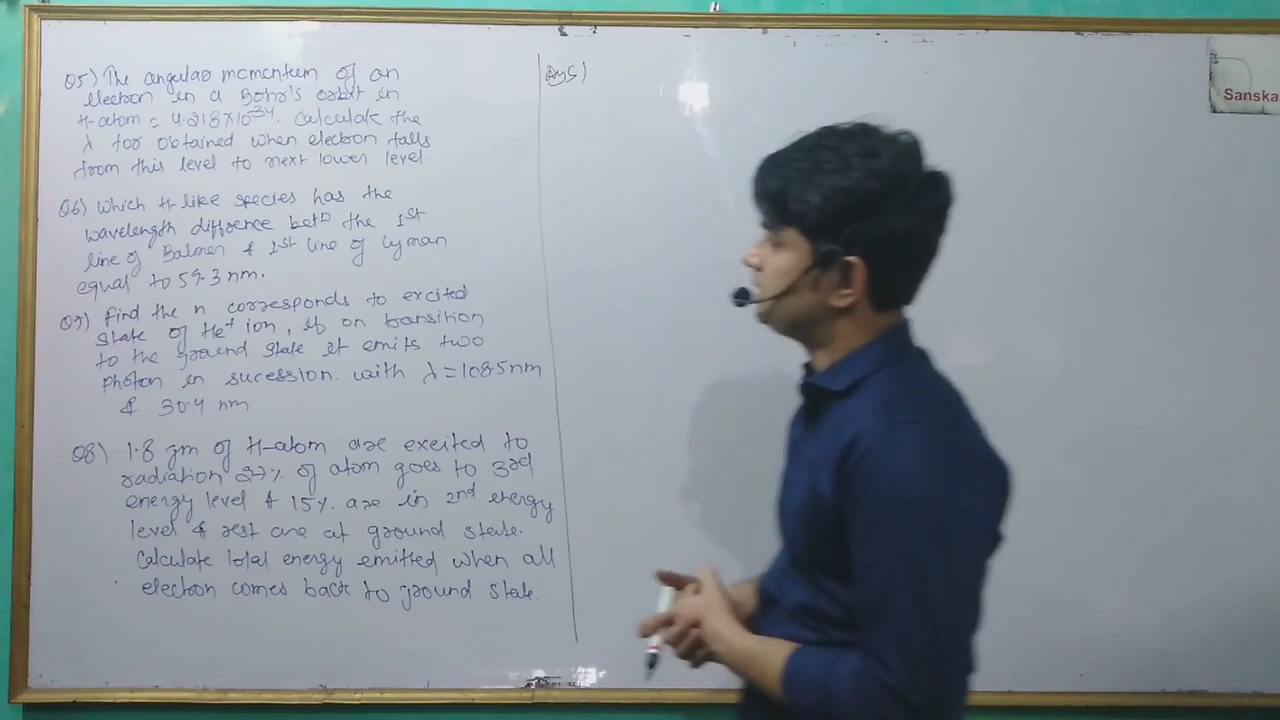 Q5) The angular momentum of an
electron in a Bohr's orbit in
H-atom = 4.218X10-34. Calculate the
λ for obtained when electron falls
from this level to next lower level.
Q6) Which H like species has the
wavelength diffrence betn the 1st
line of Balmer & 1st line of Lyman
equal to 59.3 nm.
Q7) Find the n corresponds to excited
state of He+ ion, if on transition
to the ground state it emits two
photon in sucession. with λ = 108.5 nm
& 30.4 nm
Q8) 1.8 gm of H-atom are excited to
radiation 27% of atom goes to 3rd
energy level & 15% are in 2nd energy
level & rest are at ground state.
Calculate total energy emitted when all
electron comes back to ground state.
Ans5)
Sanska